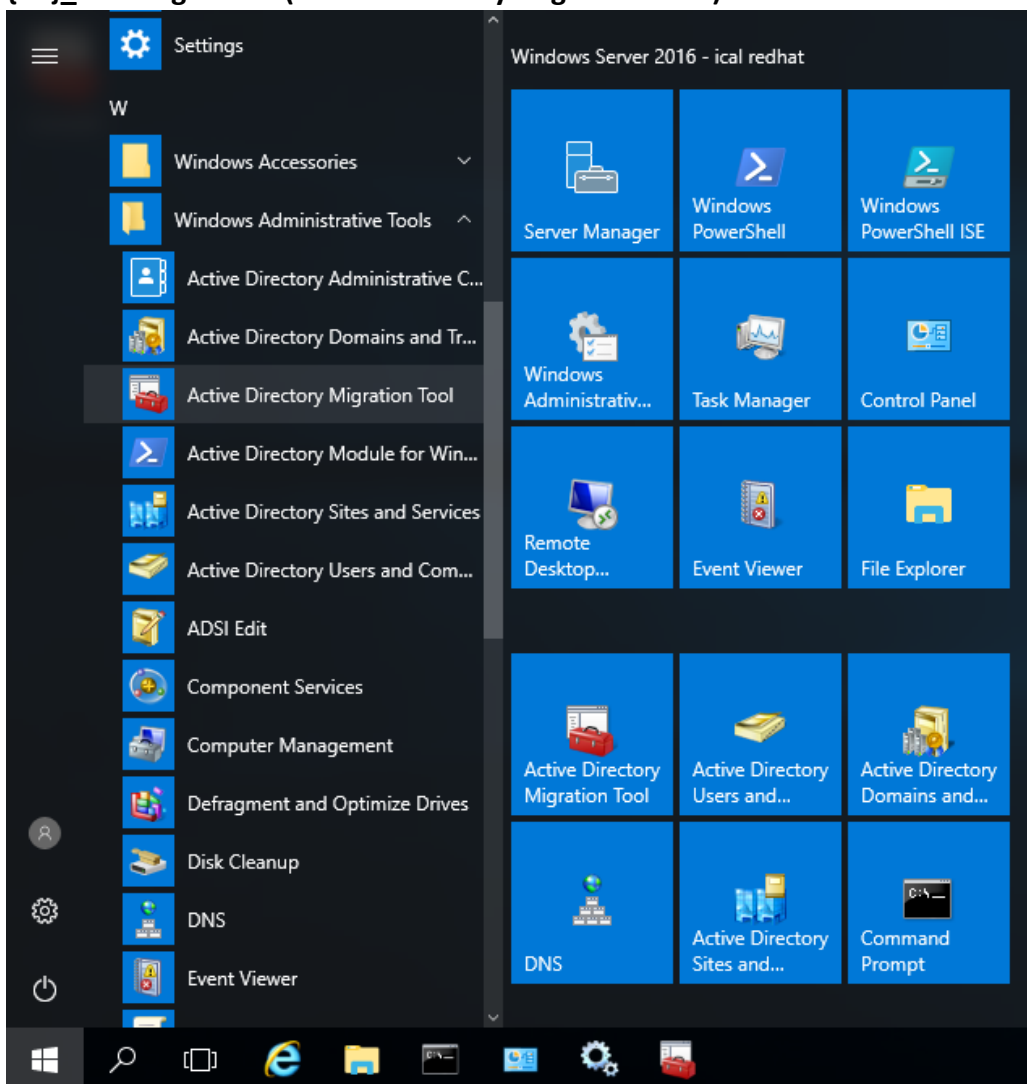 Settings
W
Windows Accessories
Windows Administrative Tools
Active Directory Administrative C...
Active Directory Domains and Tr...
Active Directory Migration Tool
Active Directory Module for Win...
Active Directory Sites and Services
Active Directory Users and Com...
ADSI Edit
Component Services
Computer Management
Defragment and Optimize Drives
Disk Cleanup
DNS
Event Viewer
Windows Server 2016 - ical redhat
Server Manager
Windows
PowerShell
Windows
PowerShell ISE
Windows
Administrativ...
Task Manager
Control Panel
Remote
Desktop...
Event Viewer
File Explorer
Active Directory
Migration Tool
Active Directory
Users and...
Active Directory
Domains and...
DNS
Active Directory
Sites and...
Command
Prompt